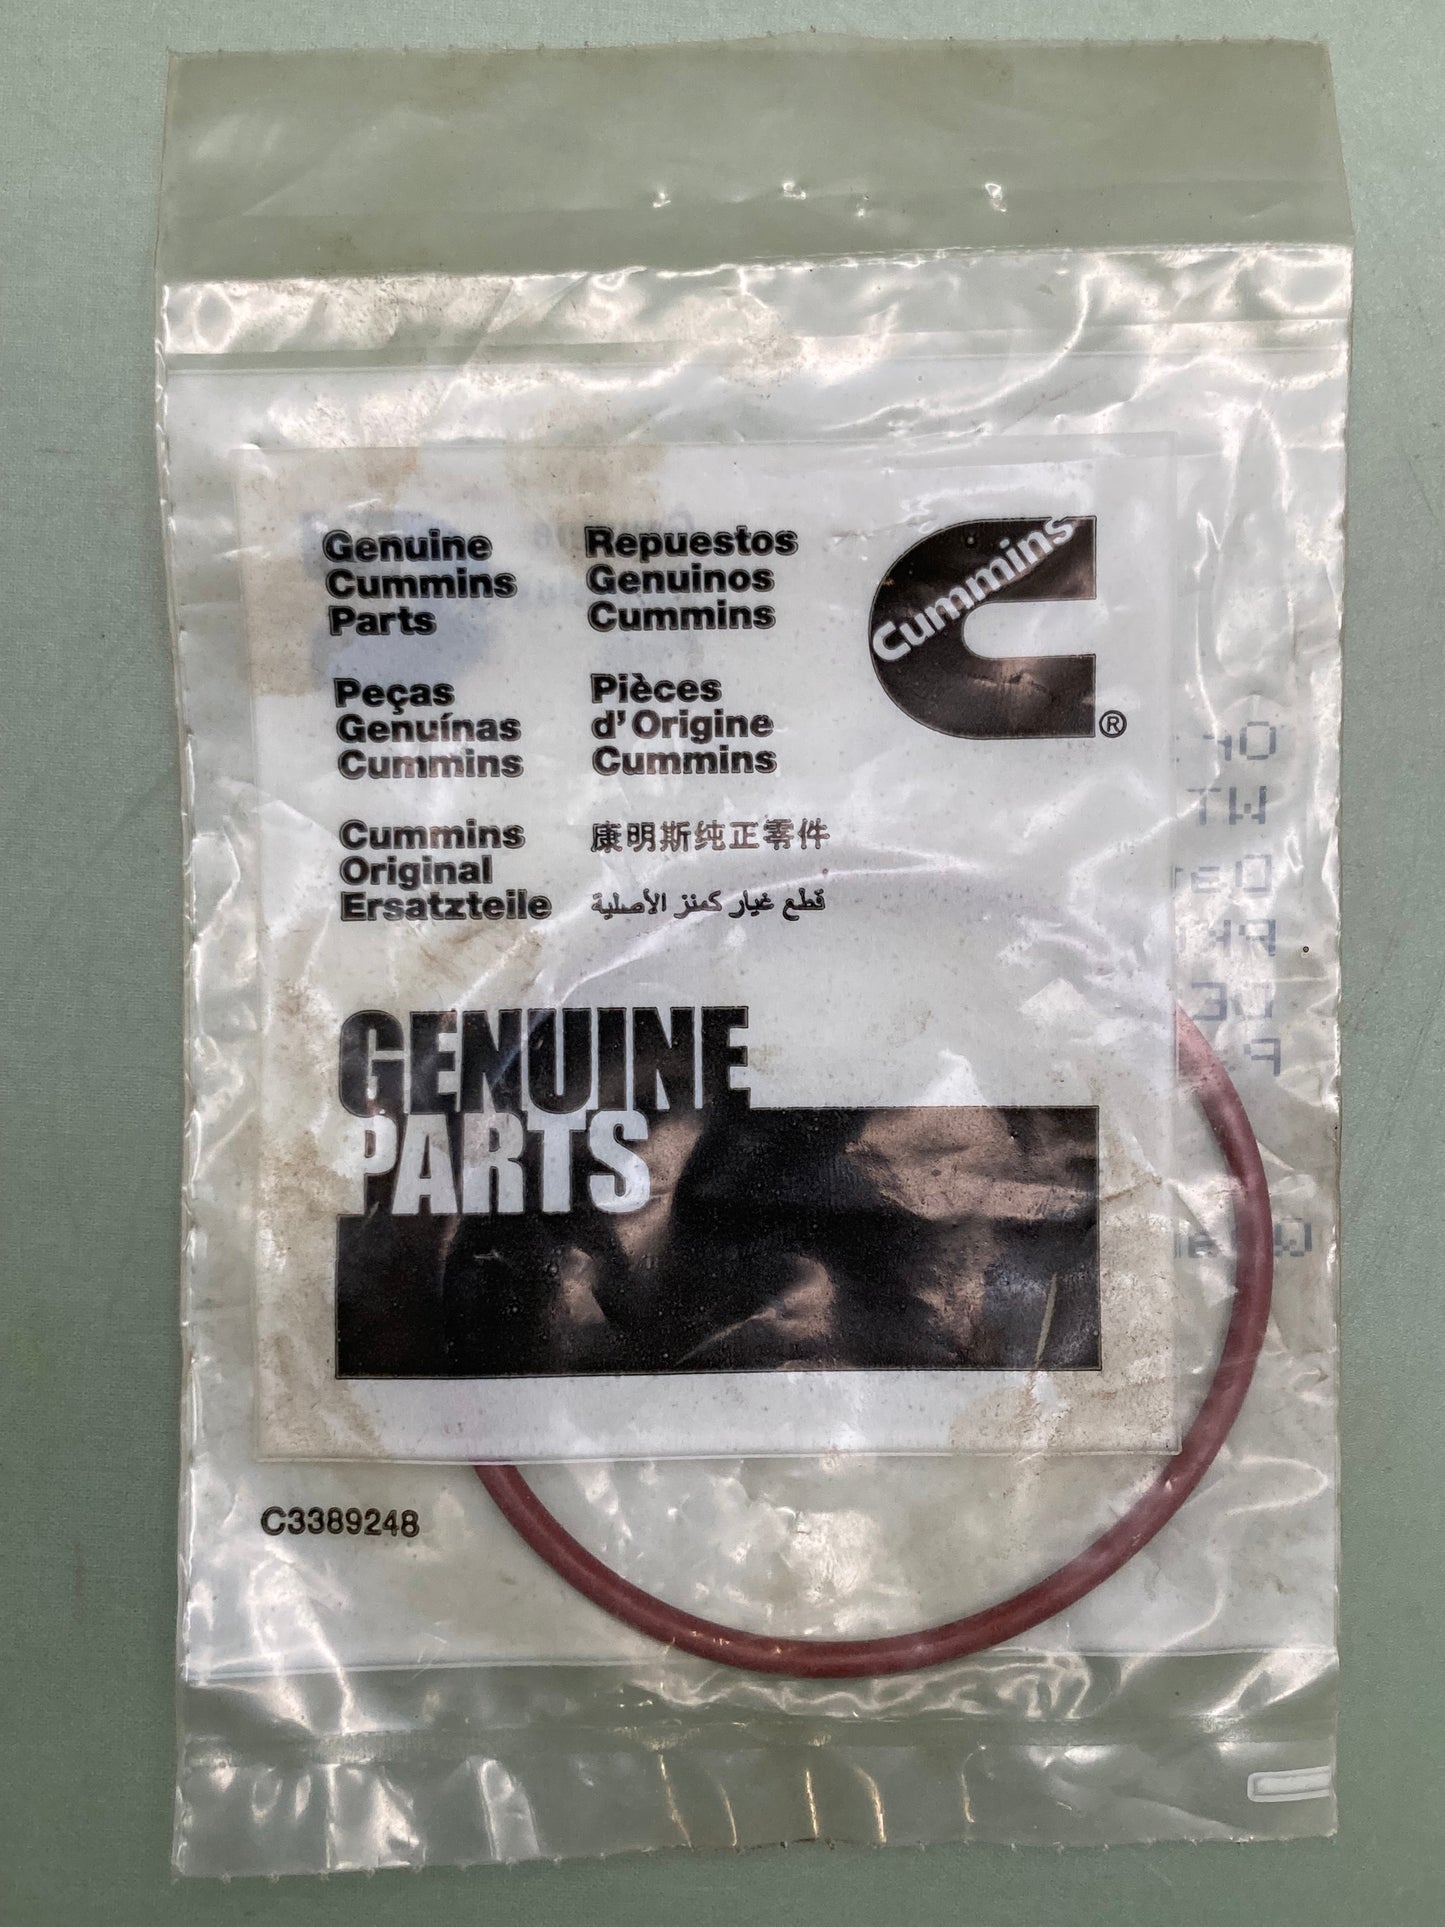 Genuine
Cummins
Parts
Repuestos
Genuinos
Cummins
Cummins
®
Peças
Genuínas
Cummins
Pièces
d'Origine
Cummins
Cummins
Original
Ersatzteile
康明斯纯正零件
قطع غيار كمنز الأصلية
GENUINE
PARTS
C3389248